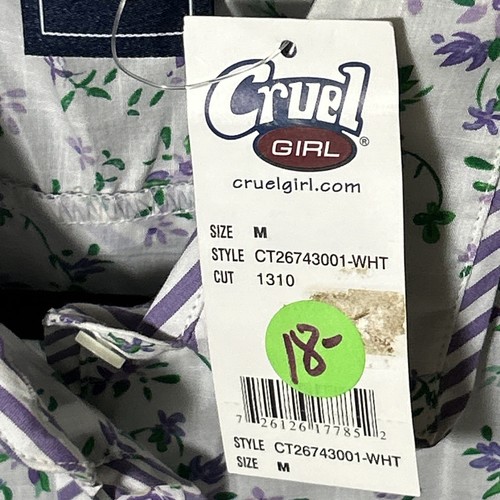 Cruel
GIRL®
cruelgirl.com
SIZE M
STYLE CT26743001-WHT
CUT 1310
18-
7 26126 17785 2
STYLE CT26743001-WHT
SIZE M